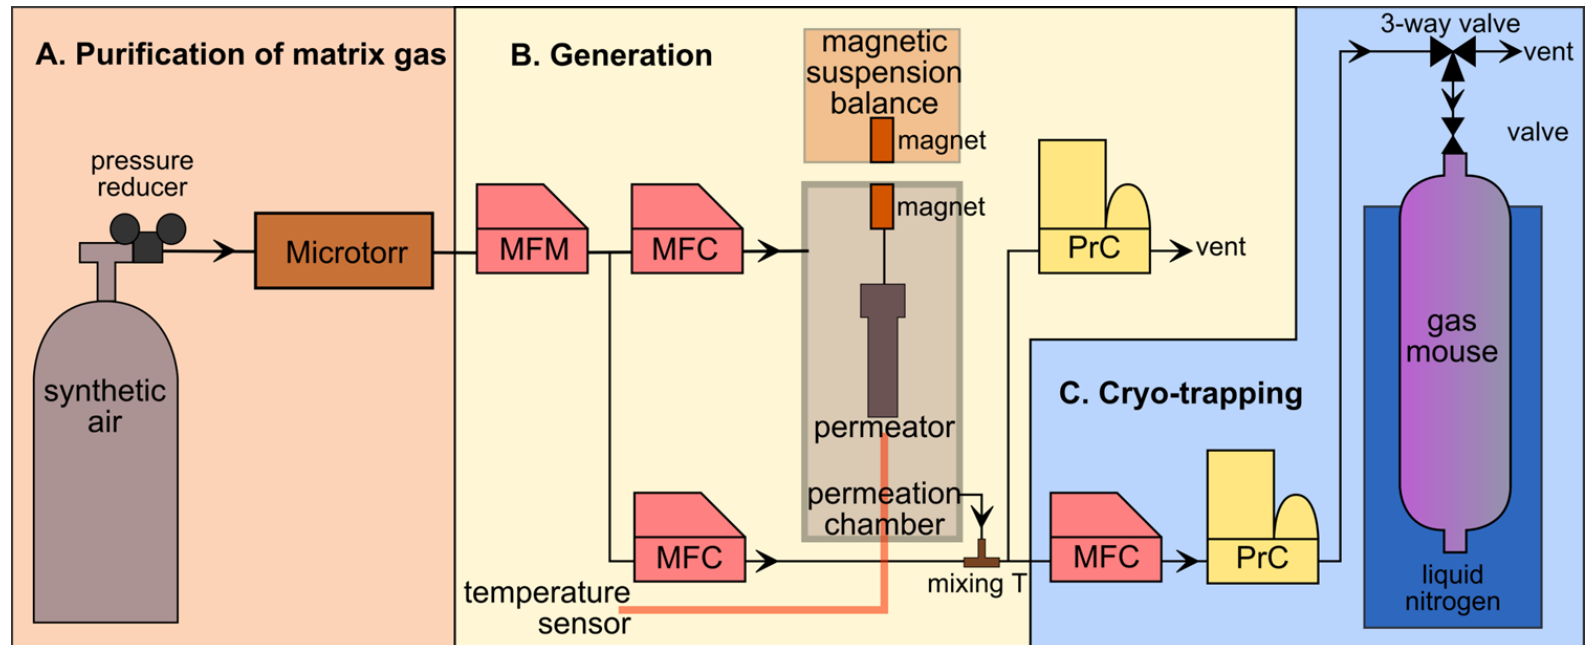 A. Purification of matrix gas
pressure
reducer
Microtorr
synthetic
air
B. Generation
magnetic
suspension
balance
magnet
magnet
MFM
MFC
permeator
permeation
chamber
MFC
temperature
sensor
mixing T
PrC
vent
C. Cryo-trapping
MFC
PrC
3-way valve
vent
valve
gas
mouse
liquid
nitrogen